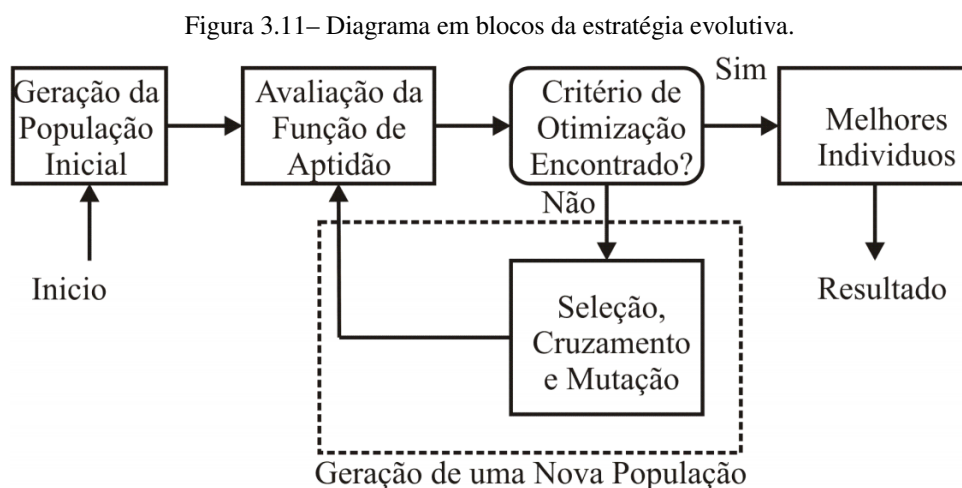 Figura 3.11– Diagrama em blocos da estratégia evolutiva.
Geração da
População
Inicial
Avaliação da
Função de
Aptidão
Critério de
Otimização
Encontrado?
Sim
Melhores
Individuos
Não
Inicio
Seleção,
Cruzamento
e Mutação
Resultado
Geração de uma Nova População